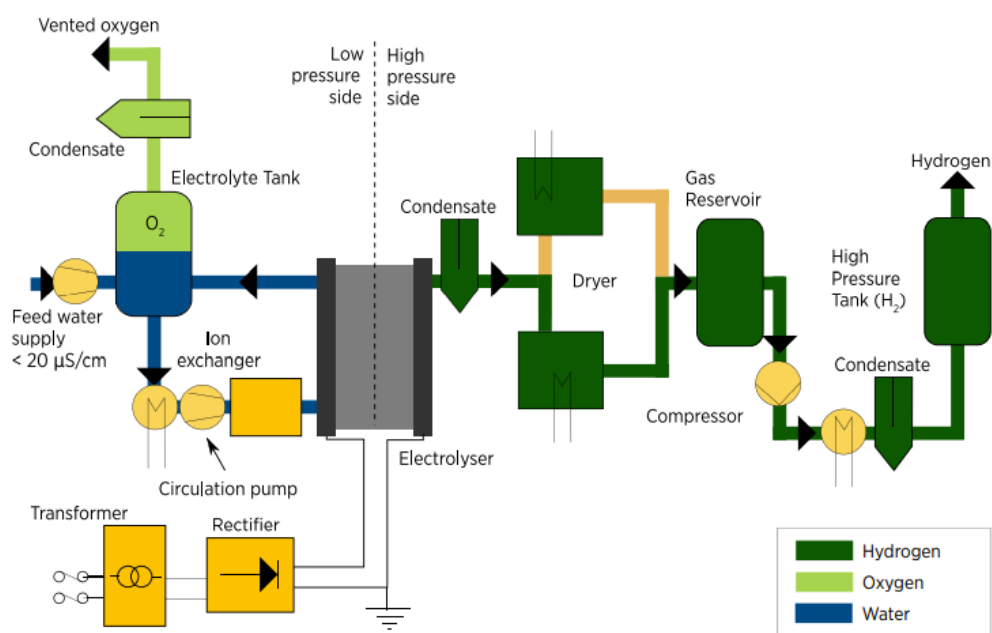 Vented oxygen
Low
pressure
side
High
pressure
side
Condensate
Electrolyte Tank
O₂
Feed water
supply
< 20 µS/cm
Ion
exchanger
Circulation pump
Transformer
Rectifier
Electrolyser
Condensate
Dryer
Gas
Reservoir
Compressor
Condensate
High
Pressure
Tank (H₂)
Hydrogen
Hydrogen
Oxygen
Water